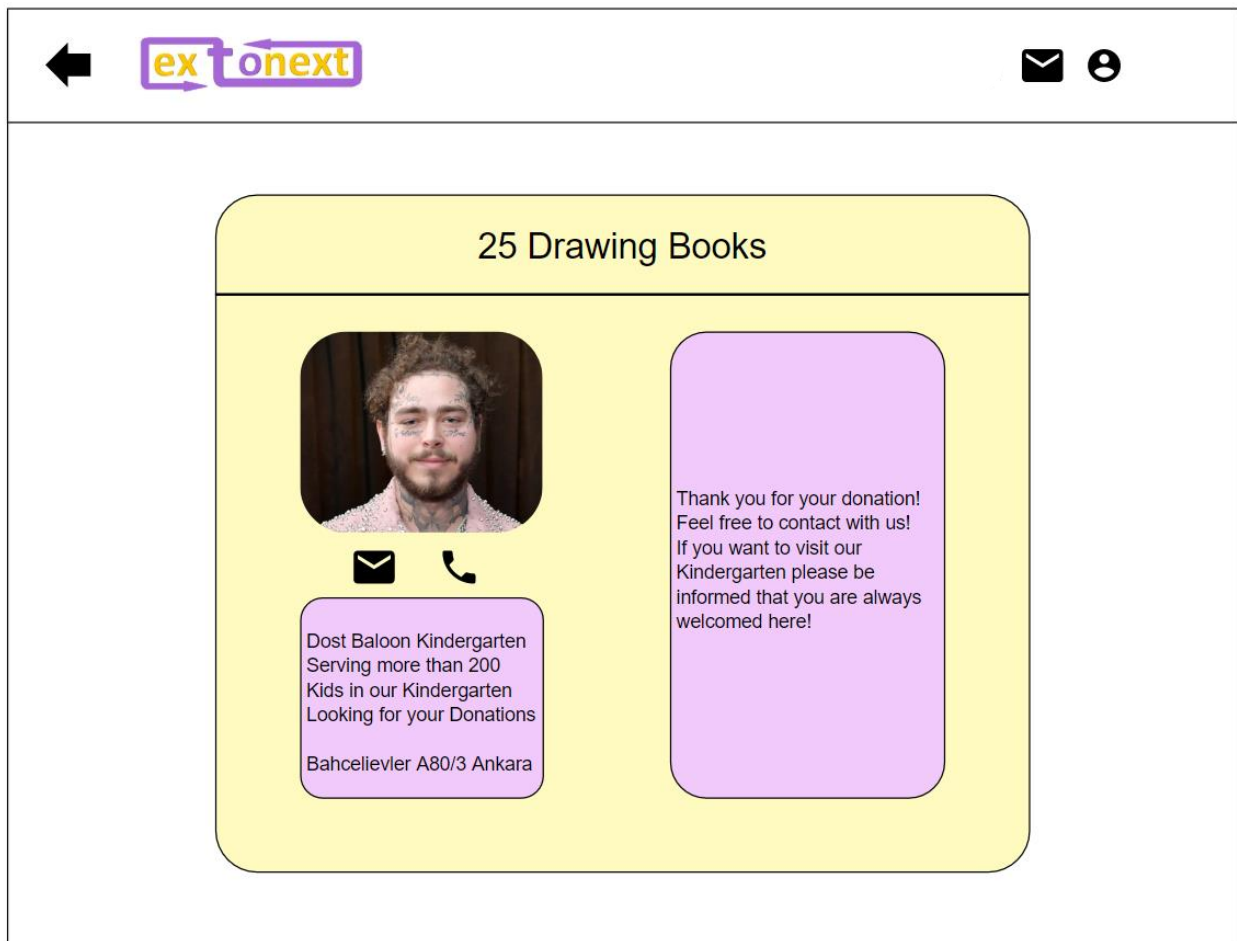 ex to onext
25 Drawing Books
Dost Baloon Kindergarten
Serving more than 200
Kids in our Kindergarten
Looking for your Donations
Bahcelievler A80/3 Ankara
Thank you for your donation!
Feel free to contact with us!
If you want to visit our
Kindergarten please be
informed that you are always
welcomed here!